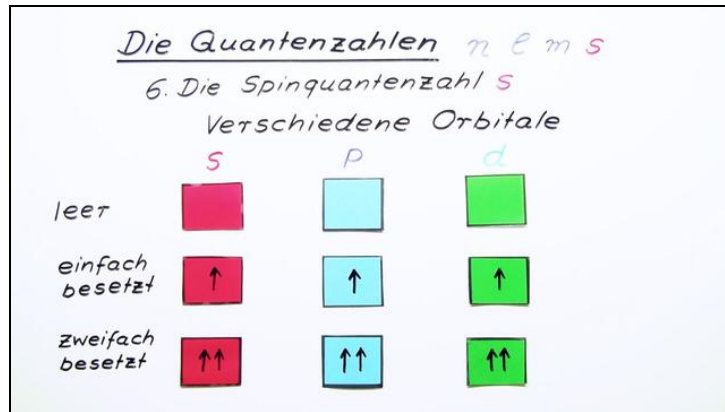 Die Quantenzahlen n l m s
6. Die Spinquantenzahl s
Verschiedene Orbitale
s p d
leer
einfach
besetzt ↑ ↑ ↑
zweifach
besetzt ↑↑ ↑↑ ↑↑